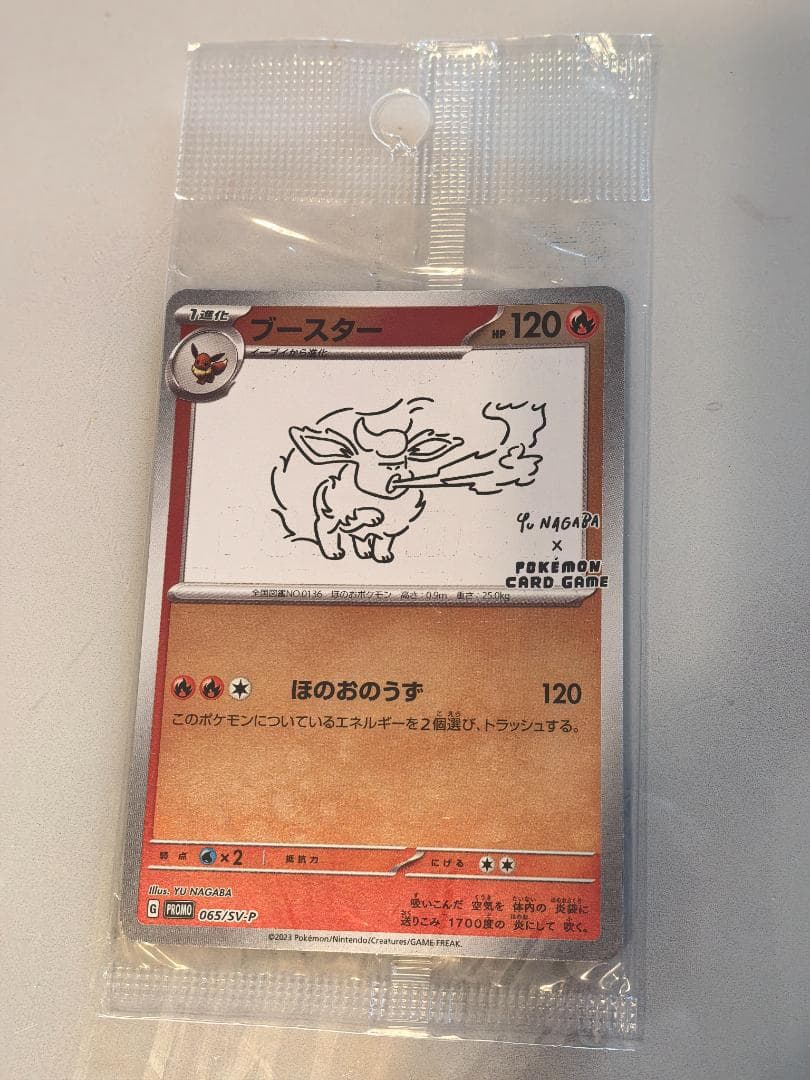 1進化 ブースター HP 120
イーブイから進化
Yu NAGABA
×
POKÉMON
CARD GAME
全国図鑑NO.0136 ほのおポケモン 高さ:0.9m 重さ:25.0kg
ほのおのうず 120
このポケモンについているエネルギーを2個選び、トラッシュする。
弱点 ×2 抵抗力 にげる
Illus. YU NAGABA
G PROMO 065/SV-P
吸いこんだ 空気を 体内の 炎袋に
送りこみ 1700度の 炎にして 吹く。
©2023 Pokémon/Nintendo/Creatures/GAME FREAK.